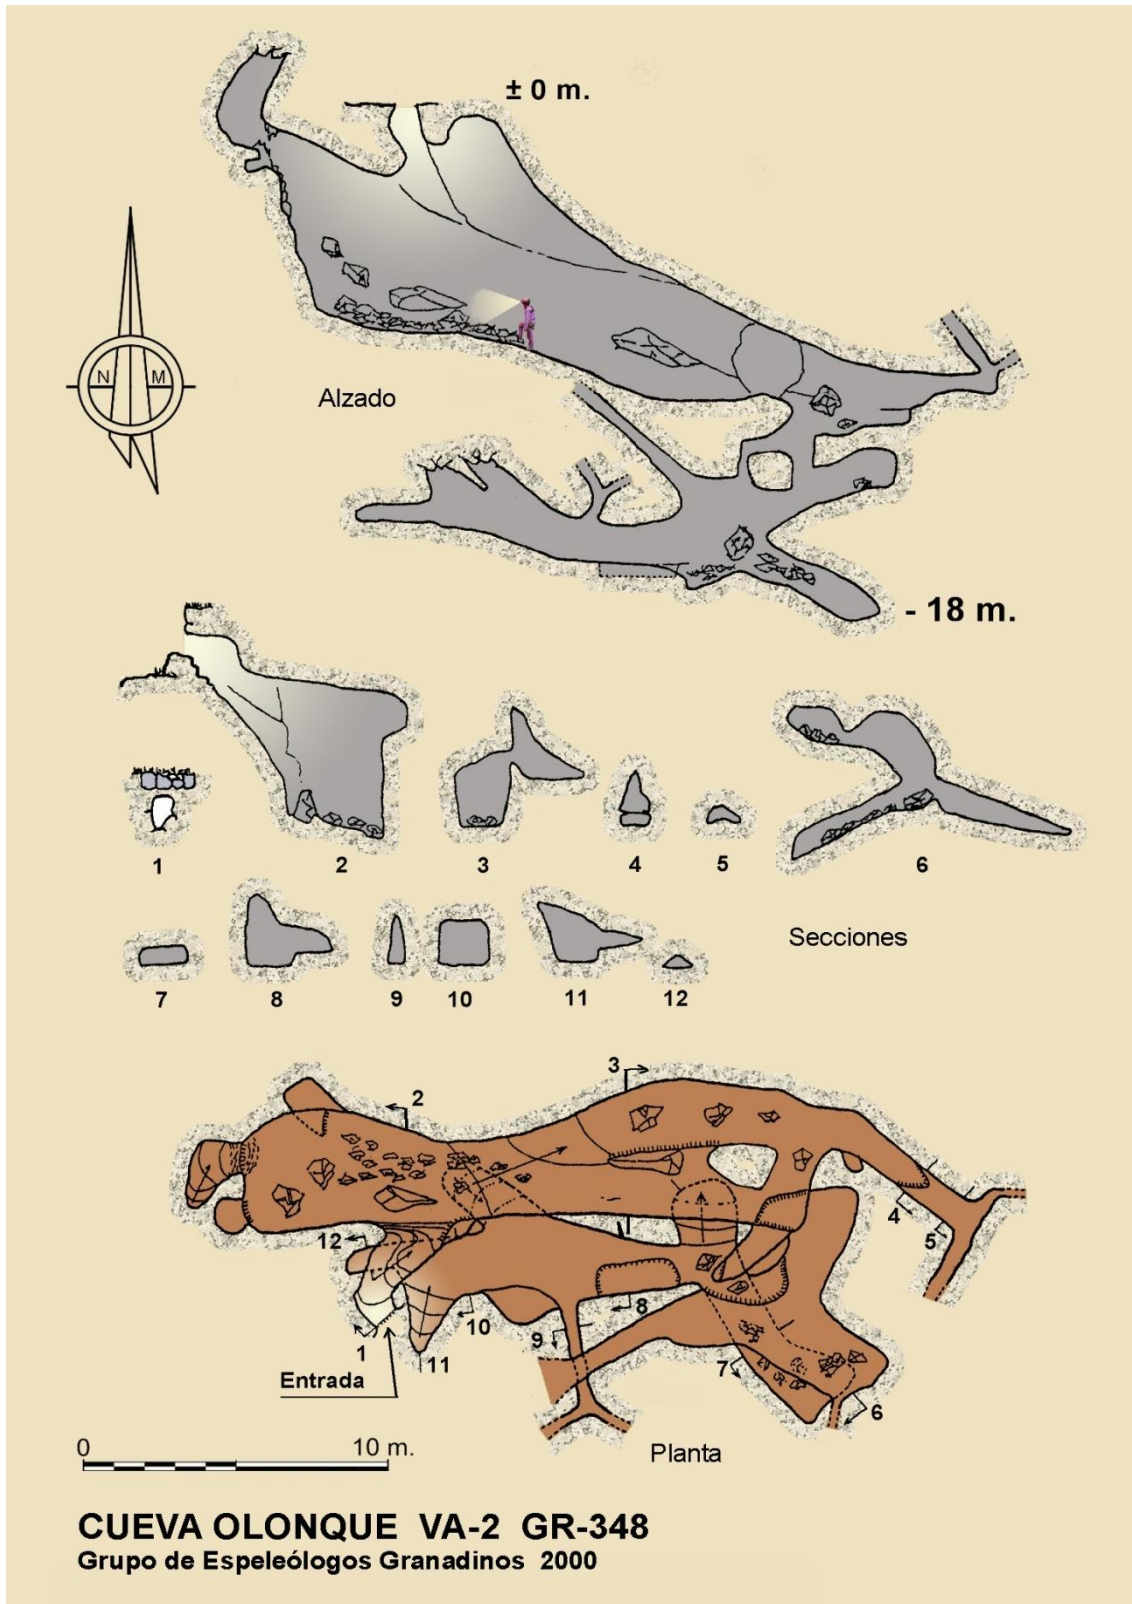 ± 0 m.
N M
Alzado
- 18 m.
1 2 3 4 5 6
Secciones
7 8 9 10 11 12
3
2
12
4
5
8
10
9
1
11
7
6
Entrada
Planta
0 10 m.
CUEVA OLONQUE VA-2 GR-348
Grupo de Espeleólogos Granadinos 2000